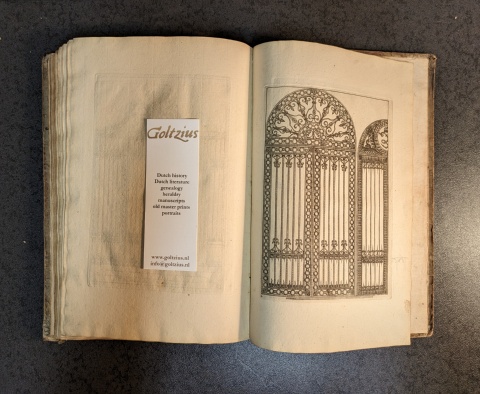 Goltzius
Dutch history
Dutch literature
genealogy
heraldry
manuscripts
old master prints
portraits
www.goltzius.nl
info@goltzius.nl